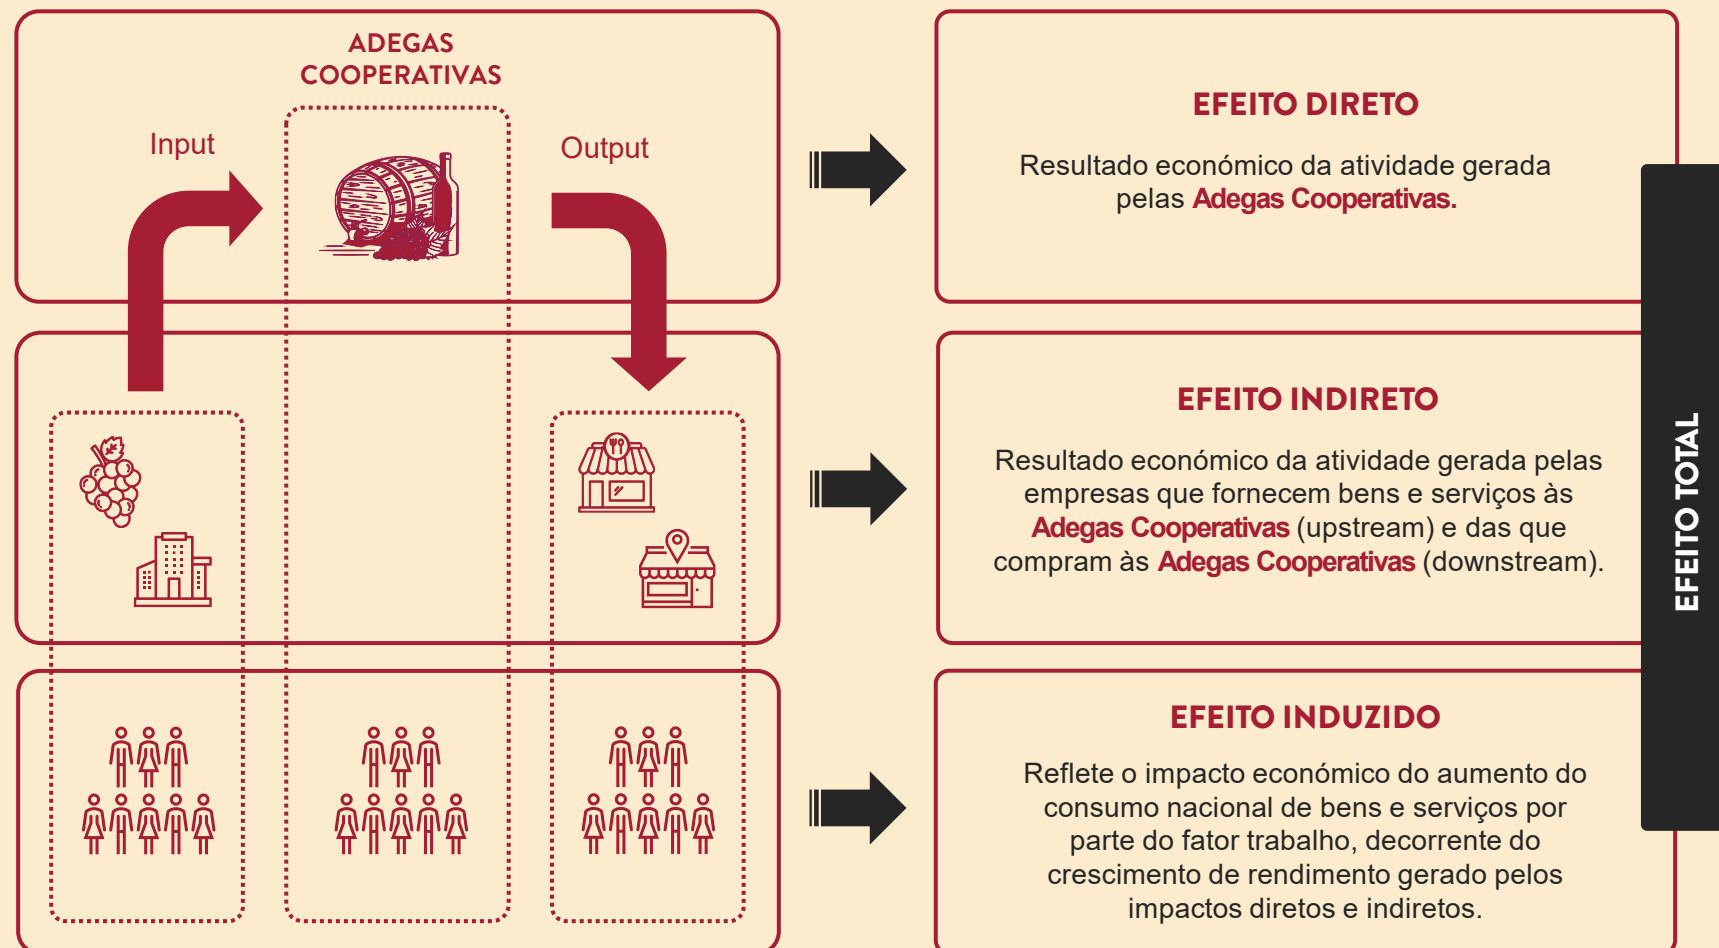 ADEGAS
COOPERATIVAS
Input
Output
EFEITO DIRETO
Resultado económico da atividade gerada
pelas Adegas Cooperativas.
EFEITO INDIRETO
Resultado económico da atividade gerada pelas
empresas que fornecem bens e serviços às
Adegas Cooperativas (upstream) e das que
compram às Adegas Cooperativas (downstream).
EFEITO INDUZIDO
Reflete o impacto económico do aumento do
consumo nacional de bens e serviços por
parte do fator trabalho, decorrente do
crescimento de rendimento gerado pelos
impactos diretos e indiretos.
EFEITO TOTAL